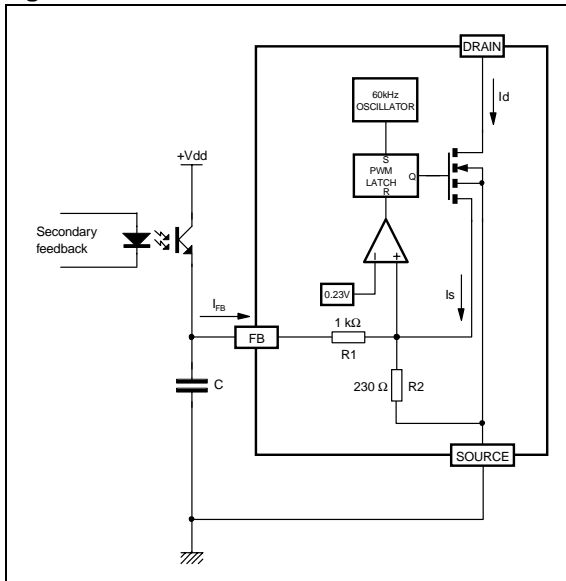 DRAIN
60kHz
OSCILLATOR
Id
+Vdd
S
PWM
LATCH
Q
R
Secondary
feedback
0.23V
Is
I_FB
1 kΩ
FB
R1
C
230 Ω
R2
SOURCE